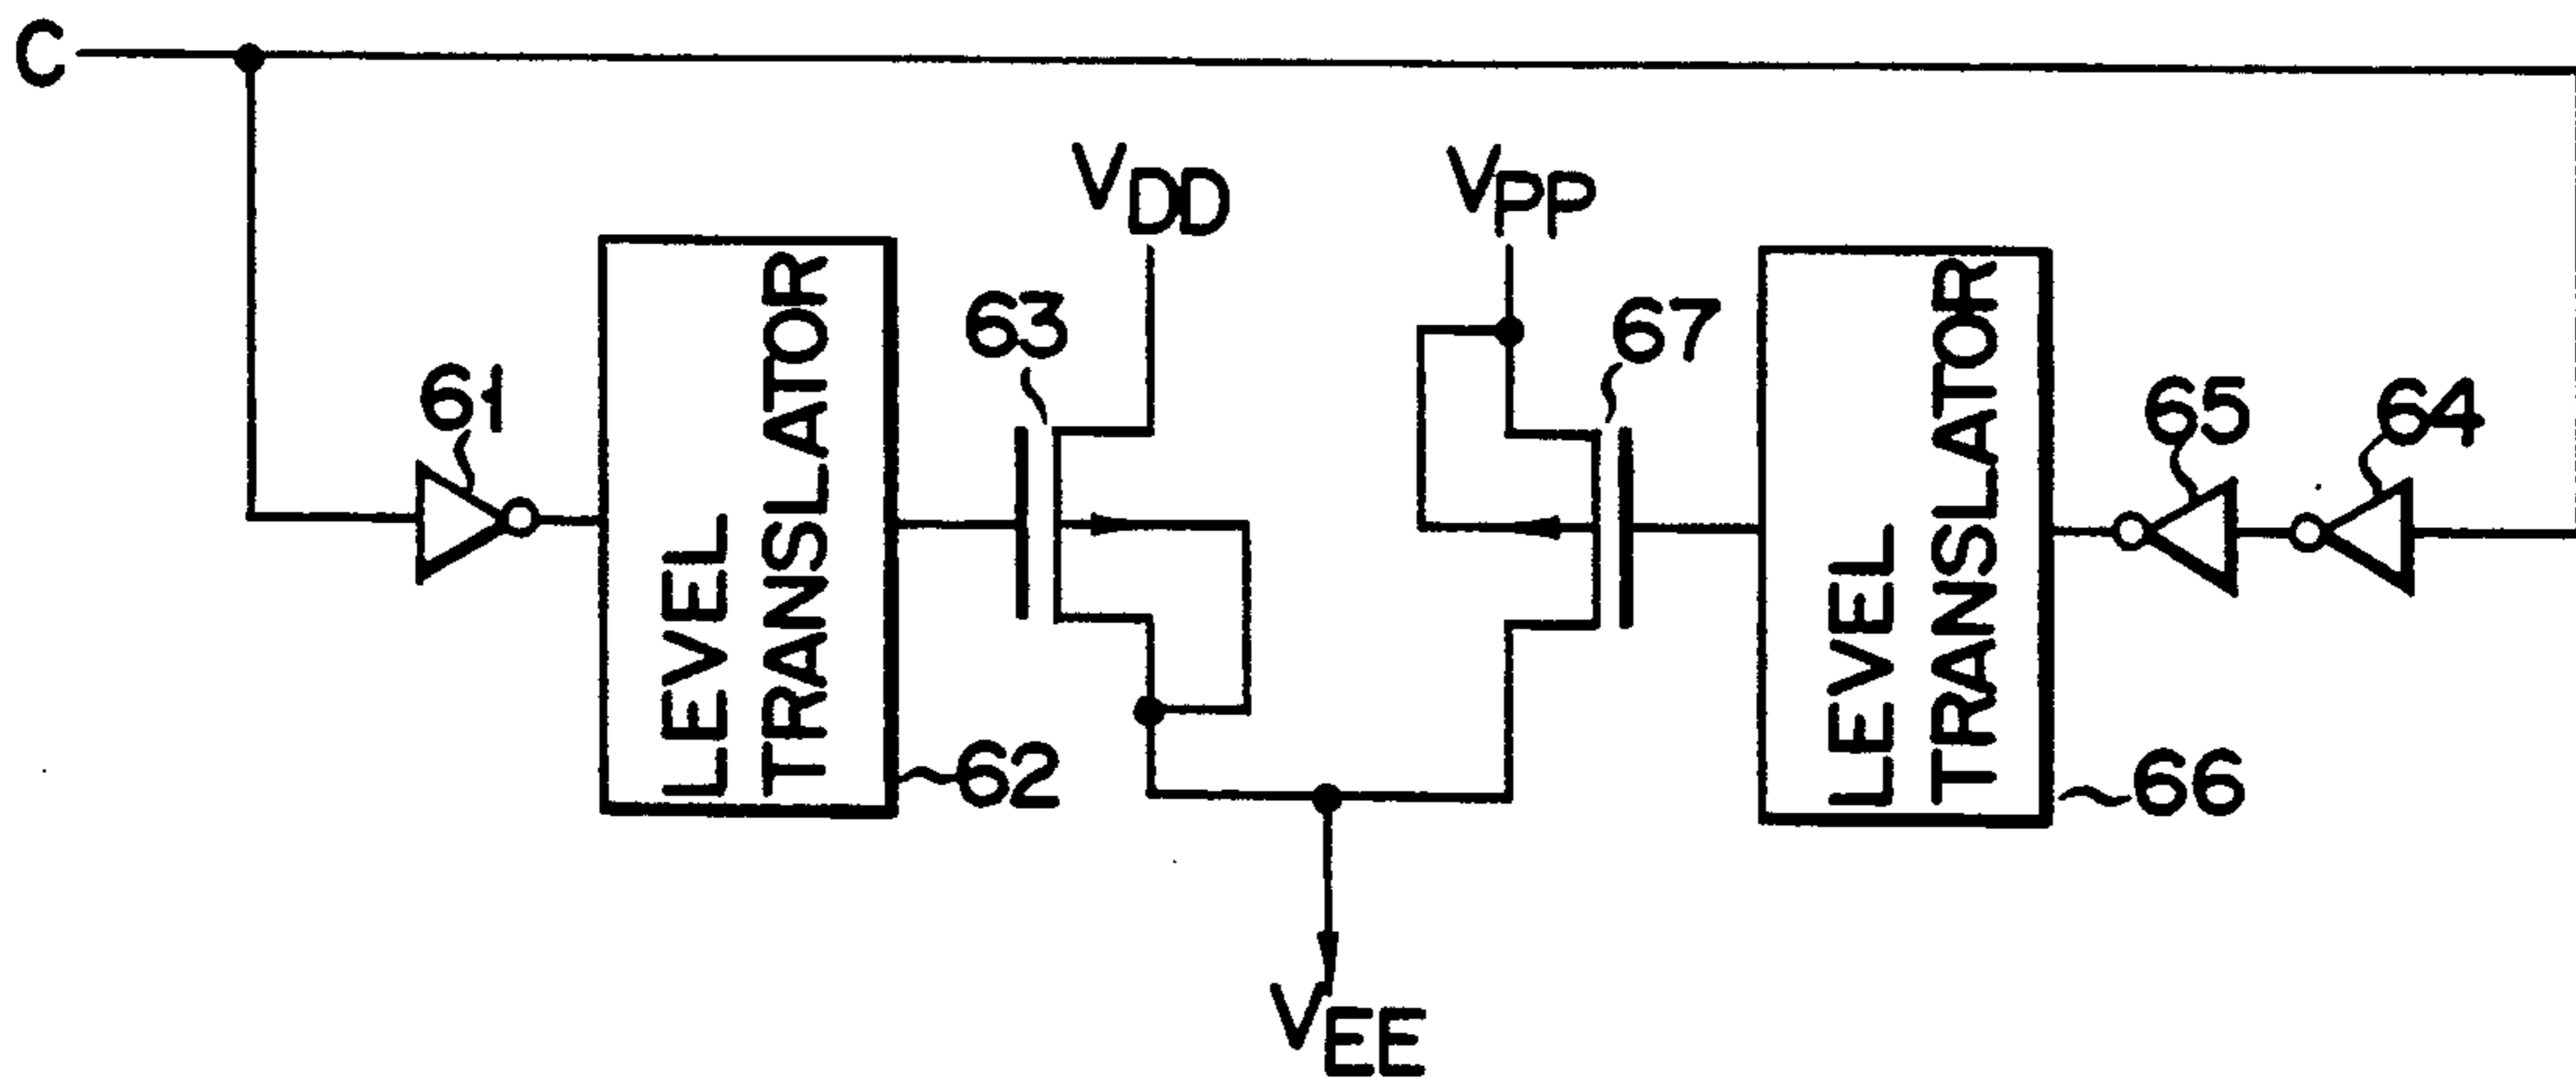 C
VDD
VPP
63
67
61
65
64
LEVEL
TRANSLATOR
LEVEL
TRANSLATOR
62
66
VEE